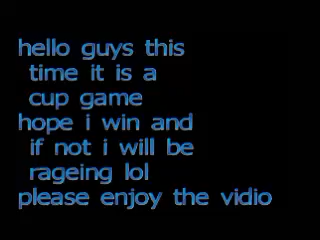 hello guys this
time it is a
cup game
hope i win and
if not i will be
rageing lol
please enjoy the vidio